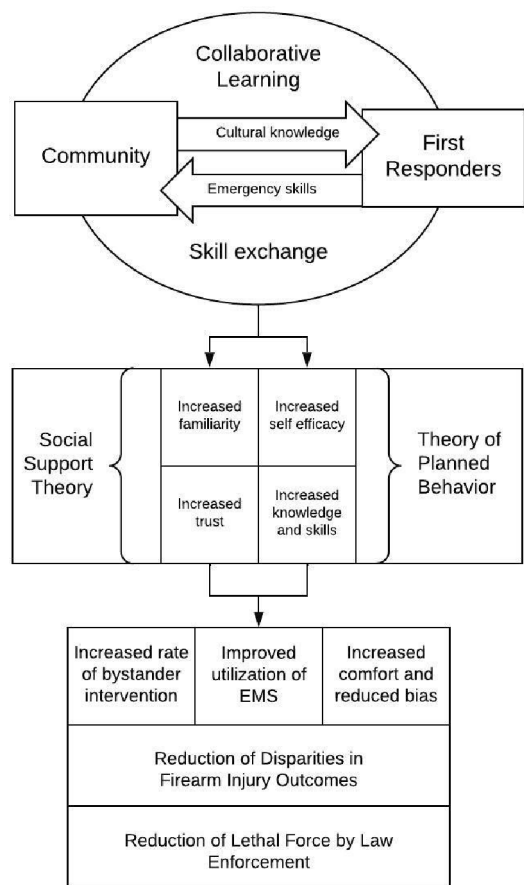 Collaborative
Learning
Community
Cultural knowledge
Emergency skills
First
Responders
Skill exchange
Social
Support
Theory
Increased
familiarity
Increased
self efficacy
Increased
trust
Increased
knowledge
and skills
Theory of
Planned
Behavior
Increased rate
of bystander
intervention
Improved
utilization of
EMS
Increased
comfort and
reduced bias
Reduction of Disparities in
Firearm Injury Outcomes
Reduction of Lethal Force by Law
Enforcement